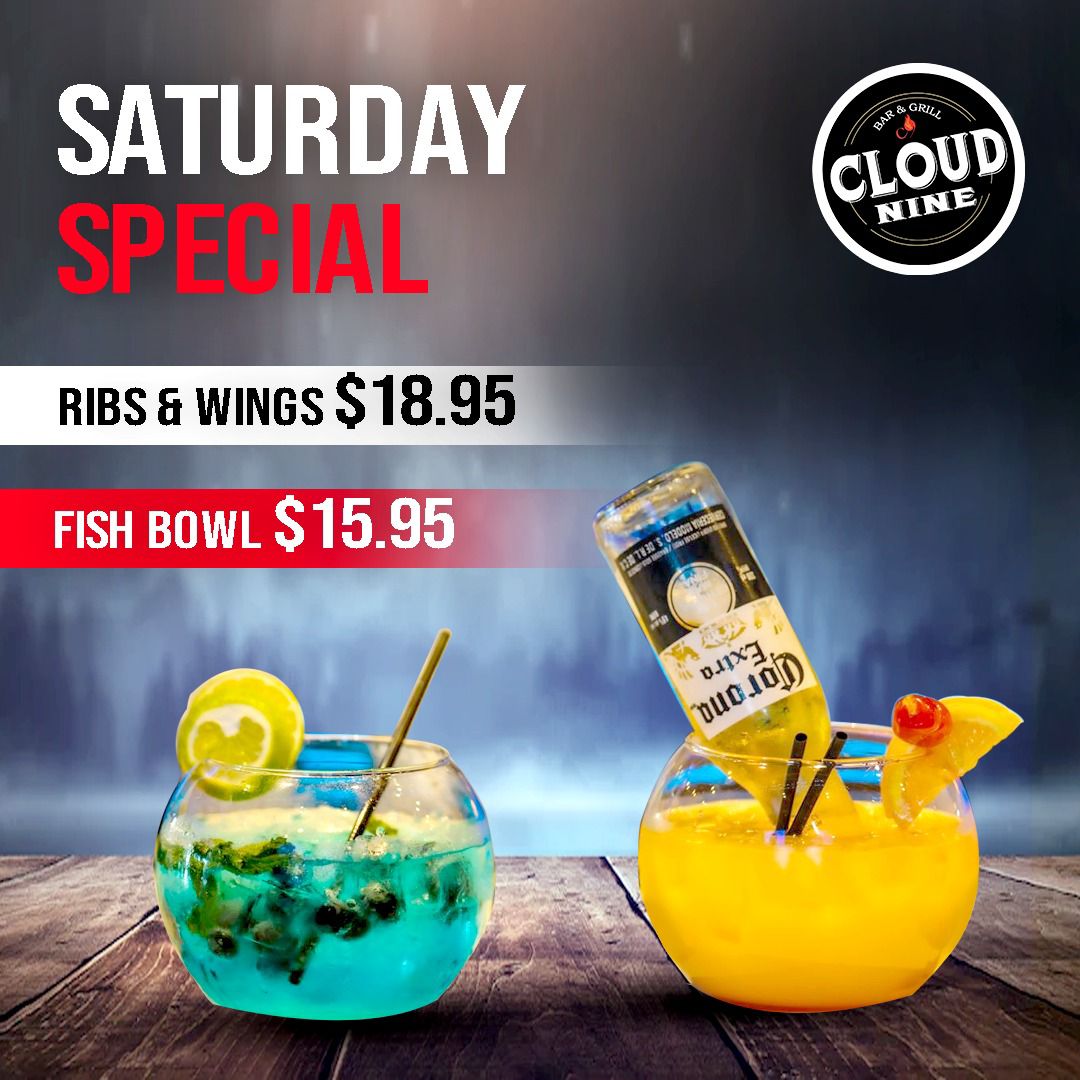 SATURDAY
SPECIAL
BAR & GRILL
CLOUD
NINE
RIBS & WINGS $18.95
FISH BOWL $15.95
Corona
Extra